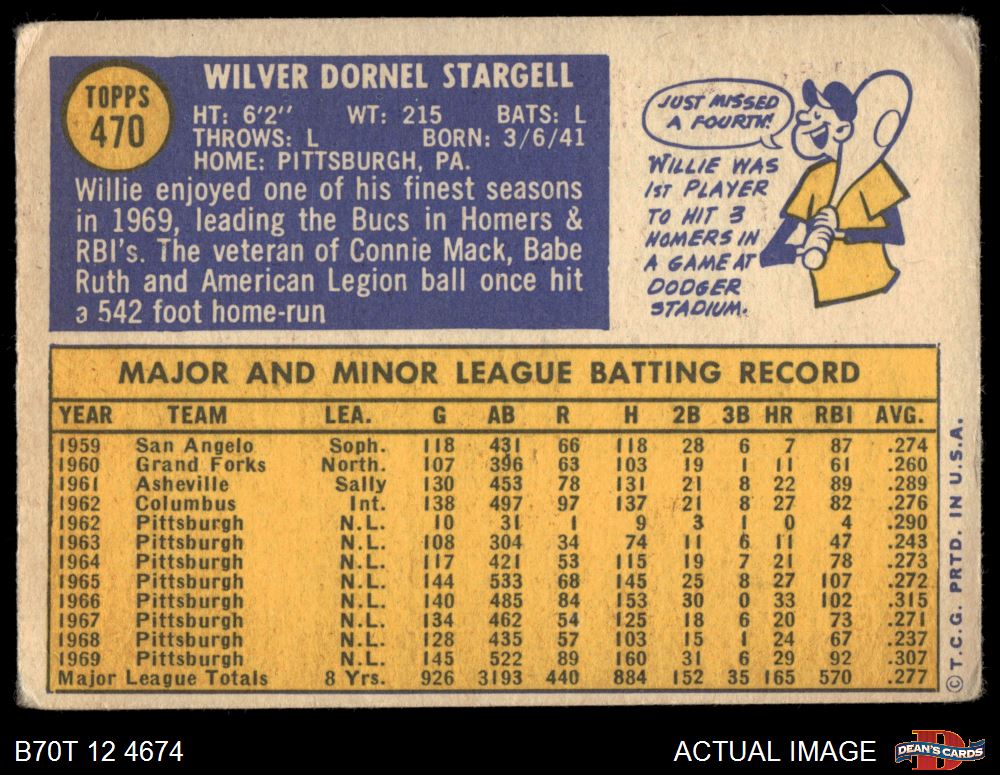 TOPPS
470
WILVER DORNEL STARGELL
HT: 6'2" WT: 215 BATS: L
THROWS: L BORN: 3/6/41
HOME: PITTSBURGH, PA.
Willie enjoyed one of his finest seasons
in 1969, leading the Bucs in Homers &
RBI's. The veteran of Connie Mack, Babe
Ruth and American Legion ball once hit
a 542 foot home-run
JUST MISSED
A FOURTH!
WILLIE WAS
1ST PLAYER
TO HIT 3
HOMERS IN
A GAME AT
DODGER
STADIUM.
MAJOR AND MINOR LEAGUE BATTING RECORD
YEAR TEAM LEA. G AB R H 2B 3B HR RBI AVG.
1959 San Angelo Soph. 118 431 66 118 28 6 7 87 .274
1960 Grand Forks North. 107 396 63 103 19 1 11 61 .260
1961 Asheville Sally 130 453 78 131 21 8 22 89 .289
1962 Columbus Int. 138 497 97 137 21 8 27 82 .276
1962 Pittsburgh N.L. 10 31 1 9 3 1 0 4 .290
1963 Pittsburgh N.L. 108 304 34 74 11 6 11 47 .243
1964 Pittsburgh N.L. 117 421 53 115 19 7 21 78 .273
1965 Pittsburgh N.L. 144 533 68 145 25 8 27 107 .272
1966 Pittsburgh N.L. 140 485 84 153 30 0 33 102 .315
1967 Pittsburgh N.L. 134 462 54 125 18 6 20 73 .271
1968 Pittsburgh N.L. 128 435 57 103 15 1 24 67 .237
1969 Pittsburgh N.L. 145 522 89 160 31 6 29 92 .307
Major League Totals 8 Yrs. 926 3193 440 884 152 35 165 570 .277
© T.C.G. PRTD. IN U.S.A.
B70T 12 4674
ACTUAL IMAGE
DEAN'S CARDS